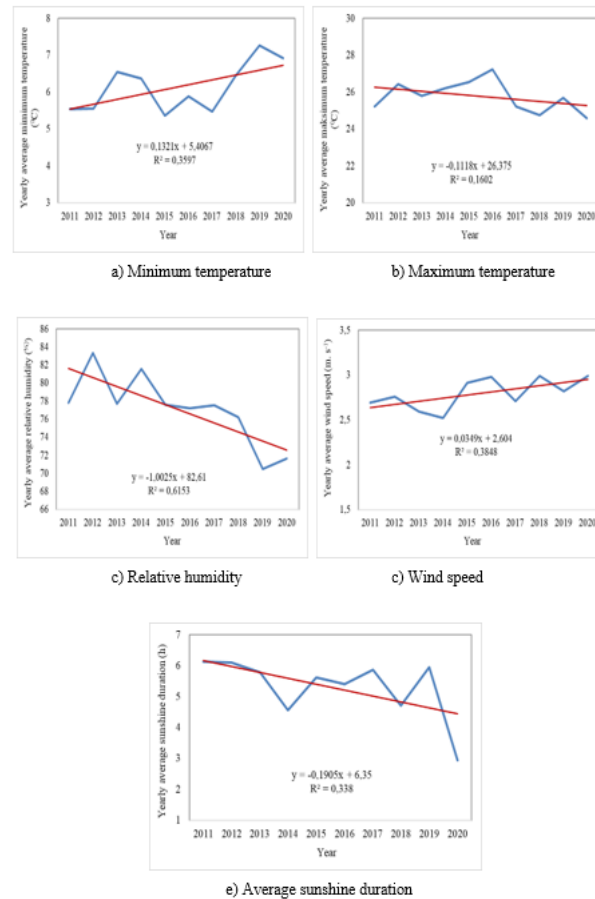 8
7
6
5
4
3
Yearly average mimimum temperature
(°C)
y = 0,1321x + 5,4067
R² = 0,3597
2011 2012 2013 2014 2015 2016 2017 2018 2019 2020
Year
a) Minimum temperature
30
28
26
24
22
20
Yearly average maksimum temperature
(°C)
y = -0,1118x + 26,375
R² = 0,1602
2011 2012 2013 2014 2015 2016 2017 2018 2019 2020
Year
b) Maximum temperature
86
82
80
78
76
74
72
70
66
Yearly average relative humidity (%)
y = -1,0025x + 82,61
R² = 0,6153
2011 2012 2013 2014 2015 2016 2017 2018 2019 2020
Year
c) Relative humidity
3,5
3
2,5
2
1,5
Yearly average wind speed (m. s⁻¹)
y = 0,0349x + 2,604
R² = 0,3848
2011 2012 2013 2014 2015 2016 2017 2018 2019 2020
Year
c) Wind speed
7
6
5
4
3
2
1
Yearly average sunshine duration (h)
y = -0,1905x + 6,35
R² = 0,338
2011 2012 2013 2014 2015 2016 2017 2018 2019 2020
Year
e) Average sunshine duration